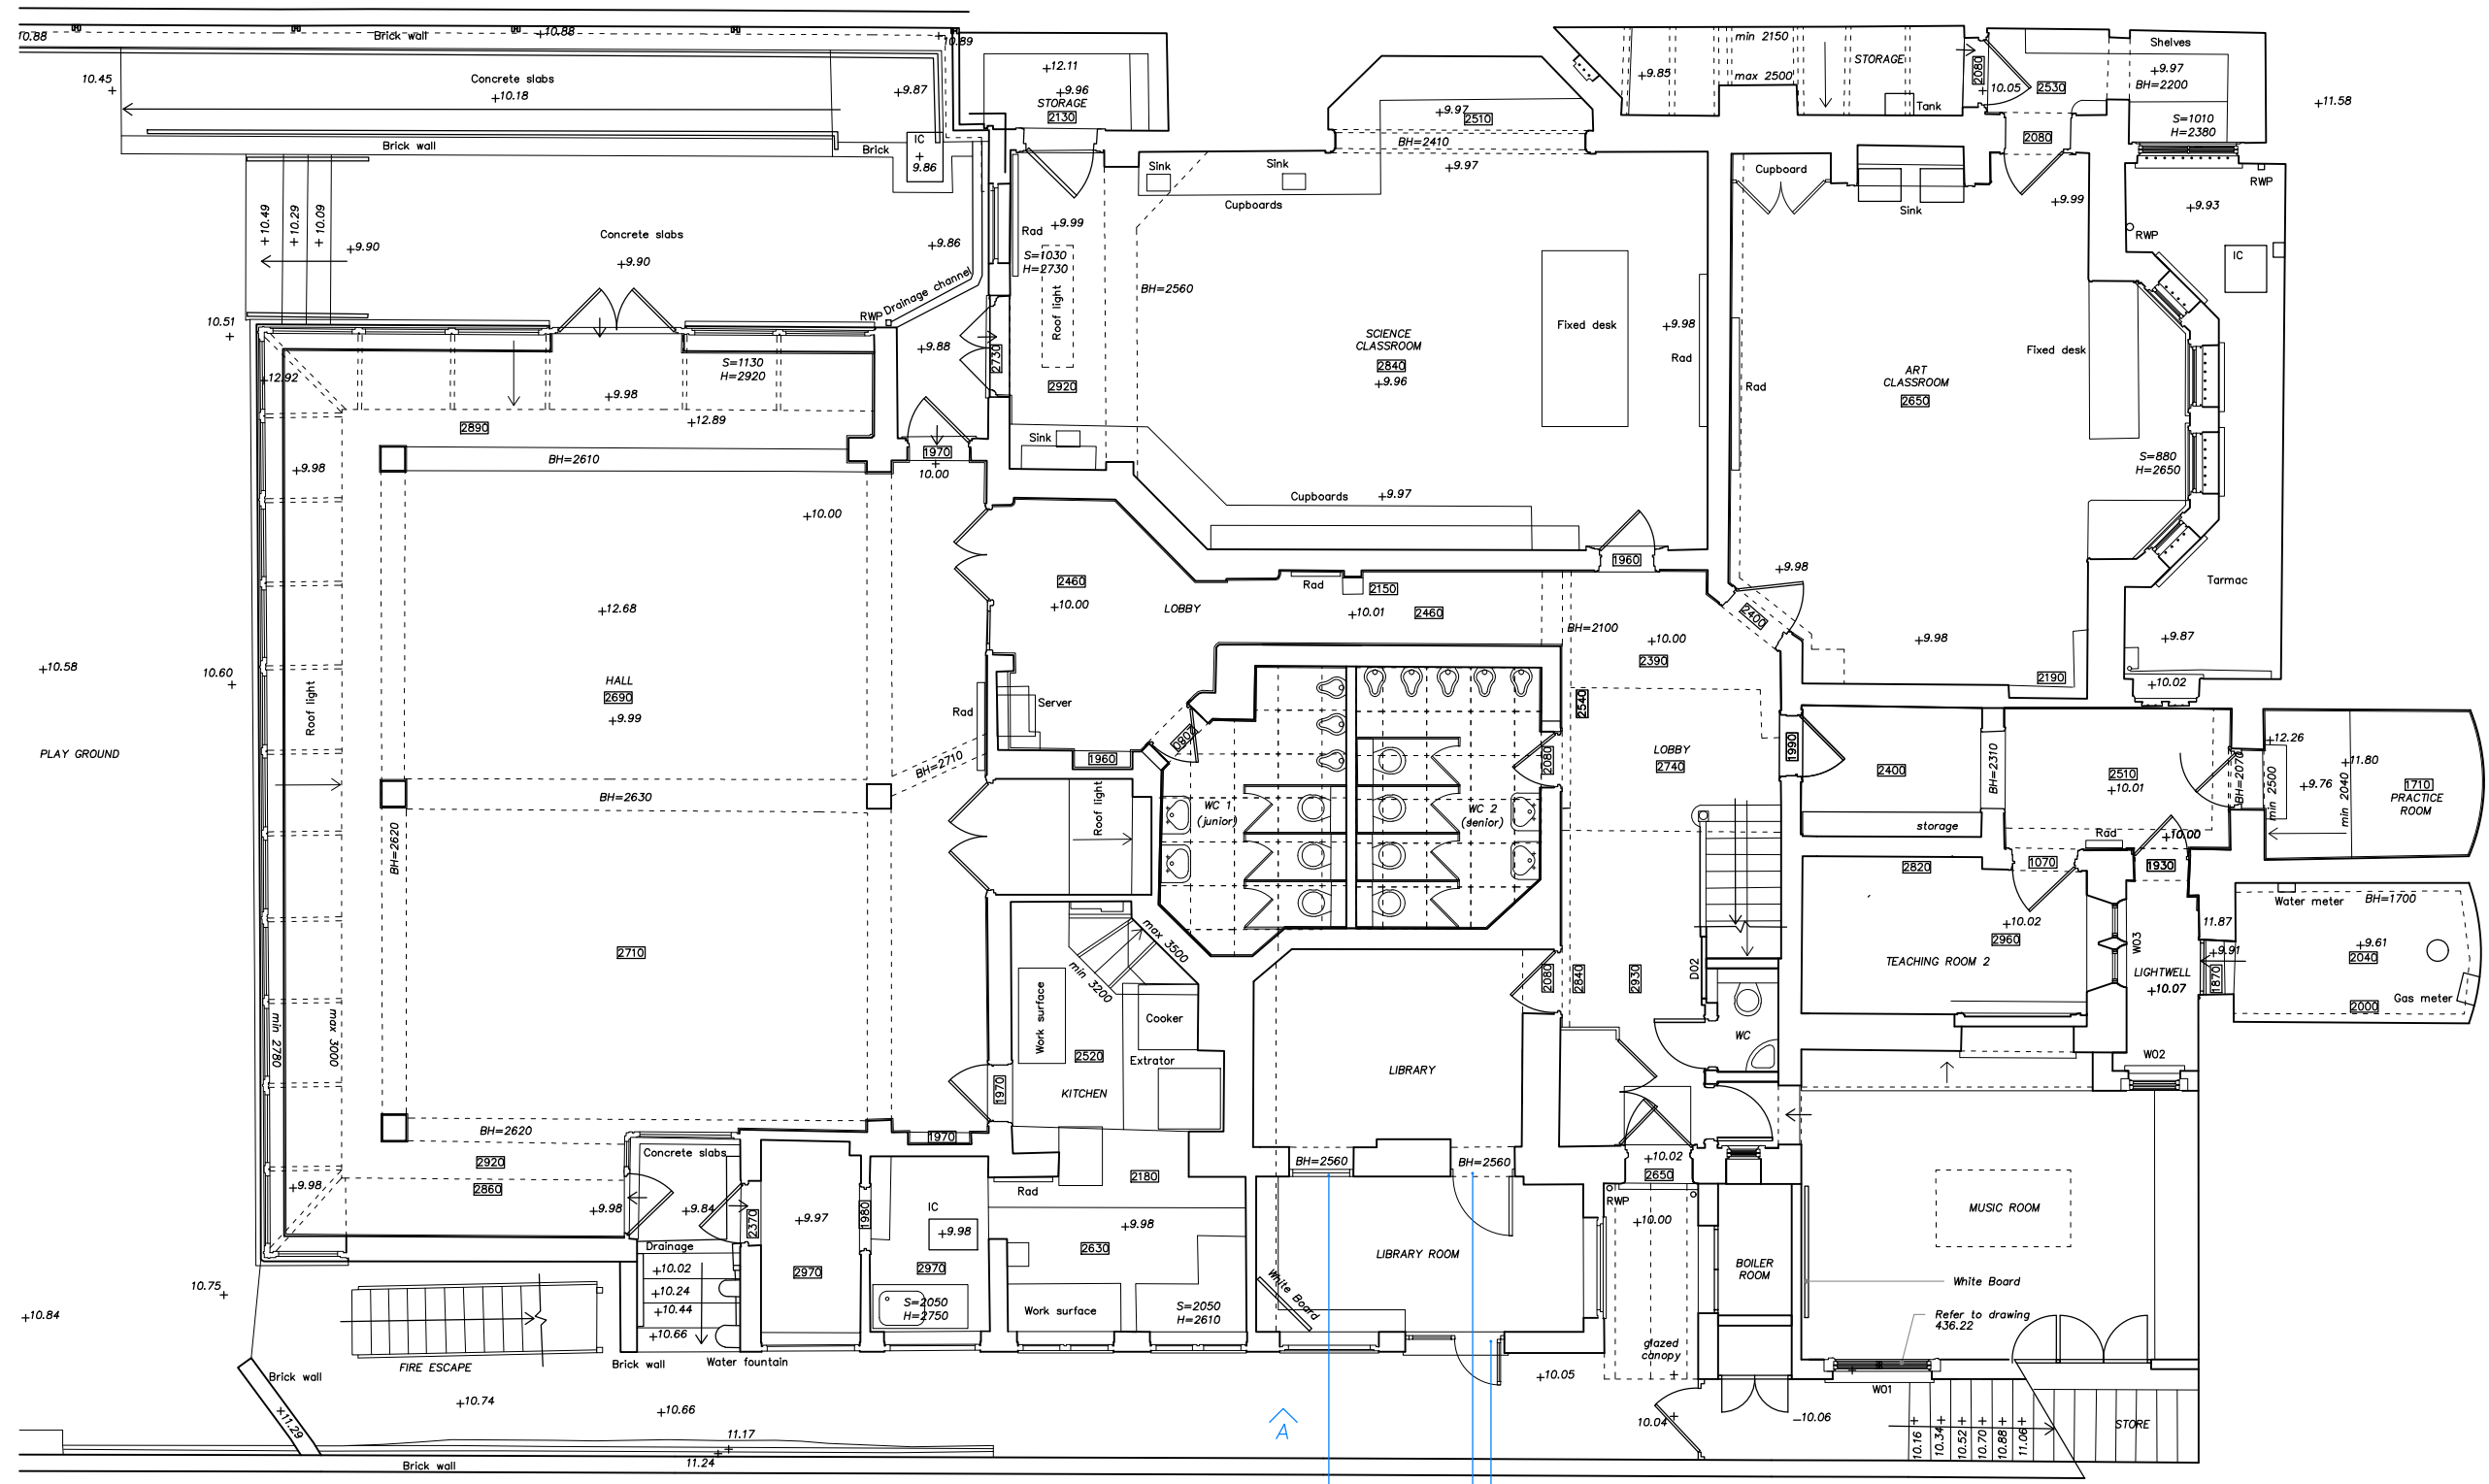 10.88
Brick wall
+10.88
10.89
10.45
Concrete slabs
+10.18
+9.87
+12.11
+9.96
STORAGE
2130
Brick wall
Brick
IC
9.86
+9.97
2510
BH=2410
+9.97
min 2150
STORAGE
+9.85
max 2500
Tank
2080
10.05
2530
Shelves
+9.97
BH=2200
S=1010
H=2380
+11.58
2080
+10.49
+10.29
+10.09
+9.90
Concrete slabs
+9.90
+9.86
Drainage channel
RWP
10.51
Sink
Sink
Cupboards
Rad
+9.99
S=1030
H=2730
Roof light
BH=2560
2920
2730
+9.88
SCIENCE
CLASSROOM
2840
+9.96
Fixed desk
+9.98
Rad
Cupboard
Sink
+9.99
RWP
+9.93
RWP
IC
Rad
ART
CLASSROOM
2650
Fixed desk
S=880
H=2650
+12.92
+9.98
S=1130
H=2920
+12.89
2890
BH=2610
+9.98
1970
10.00
+10.00
Sink
Cupboards
+9.97
1960
+9.98
Tarmac
+12.68
2460
+10.00
LOBBY
Rad
2150
+10.01
2460
BH=2100
+10.00
2390
2400
+9.98
+9.87
2190
+10.02
+10.58
10.60
HALL
2690
+9.99
Roof light
Rad
Server
D802
1960
2540
2080
LOBBY
2740
1990
2400
BH=2310
2510
+10.01
BH=2070
+12.26
min 2500
+9.76
min 2040
+11.80
1710
PRACTICE
ROOM
PLAY GROUND
BH=2710
BH=2630
BH=2620
Roof light
WC 1
(junior)
WC 2
(senior)
storage
Rad
+10.00
1930
1070
2820
2710
max 3500
min 3200
Work surface
Cooker
2520
Extrator
KITCHEN
1970
2080
2840
2930
D02
WC
+10.02
2960
TEACHING ROOM 2
W03
LIGHTWELL
+10.07
W02
11.87
+9.91
1870
Water meter
BH=1700
+9.61
2040
Gas meter
2000
min 2780
max 3000
LIBRARY
BH=2620
2920
2860
+9.98
1970
Concrete slabs
+9.98
+9.84
2370
+9.97
1980
2970
IC
+9.98
2970
S=2050
H=2750
Rad
2180
+9.98
2630
Work surface
S=2050
H=2610
BH=2560
BH=2560
LIBRARY ROOM
White Board
+10.02
2650
RWP
+10.00
BOILER
ROOM
MUSIC ROOM
White Board
Refer to drawing
436.22
glazed
canopy
Drainage
+10.02
+10.24
+10.44
+10.66
10.75
+10.84
FIRE ESCAPE
Brick wall
Brick wall
Water fountain
+10.05
W01
+10.74
+10.66
+11.29
11.17
11.24
Brick wall
A
10.04
10.06
10.16
10.34
10.52
10.70
10.88
11.06
STORE